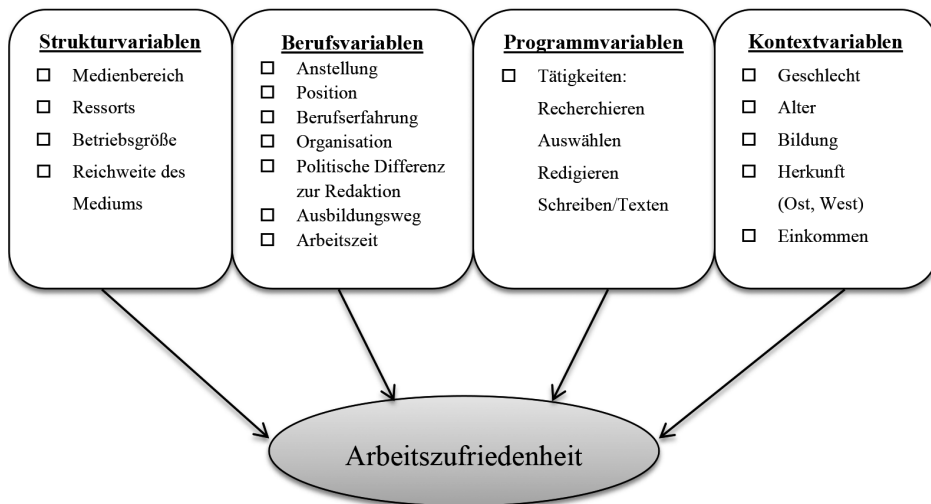 Strukturvariablen
Medienbereich
Ressorts
Betriebsgröße
Reichweite des
Mediums
Berufsvariablen
Anstellung
Position
Berufserfahrung
Organisation
Politische Differenz
zur Redaktion
Ausbildungsweg
Arbeitszeit
Programmvariablen
Tätigkeiten:
Recherchieren
Auswählen
Redigieren
Schreiben/Texten
Kontextvariablen
Geschlecht
Alter
Bildung
Herkunft
(Ost, West)
Einkommen
Arbeitszufriedenheit